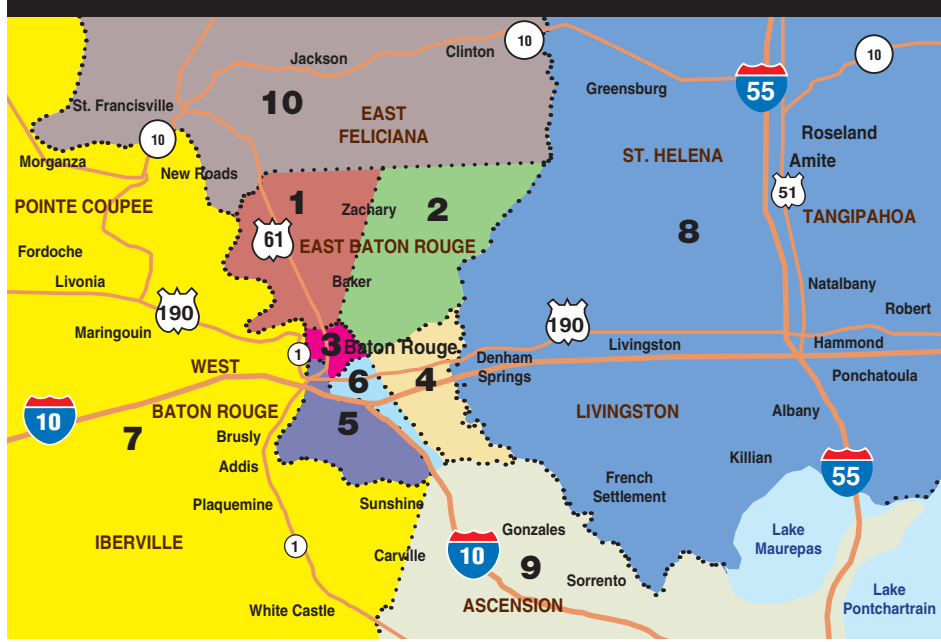 10
Clinton
Jackson
10
55
Greensburg
10
St. Francisville
10
EAST
FELICIANA
Roseland
10
Morganza
New Roads
ST. HELENA
Amite
51
POINTE COUPEE
1
Zachary
2
TANGIPAHOA
61
EAST BATON ROUGE
8
Fordoche
Livonia
Baker
Natalbany
190
190
Robert
Maringouin
1
3
Baton Rouge
Livingston
Hammond
WEST
6
4
Denham
Springs
Ponchatoula
10
BATON ROUGE
LIVINGSTON
Albany
7
Brusly
5
Addis
Killian
55
French
Settlement
Plaquemine
Sunshine
Gonzales
Lake
Maurepas
IBERVILLE
1
Carville
10
9
Sorrento
Lake
Pontchartrain
White Castle
ASCENSION